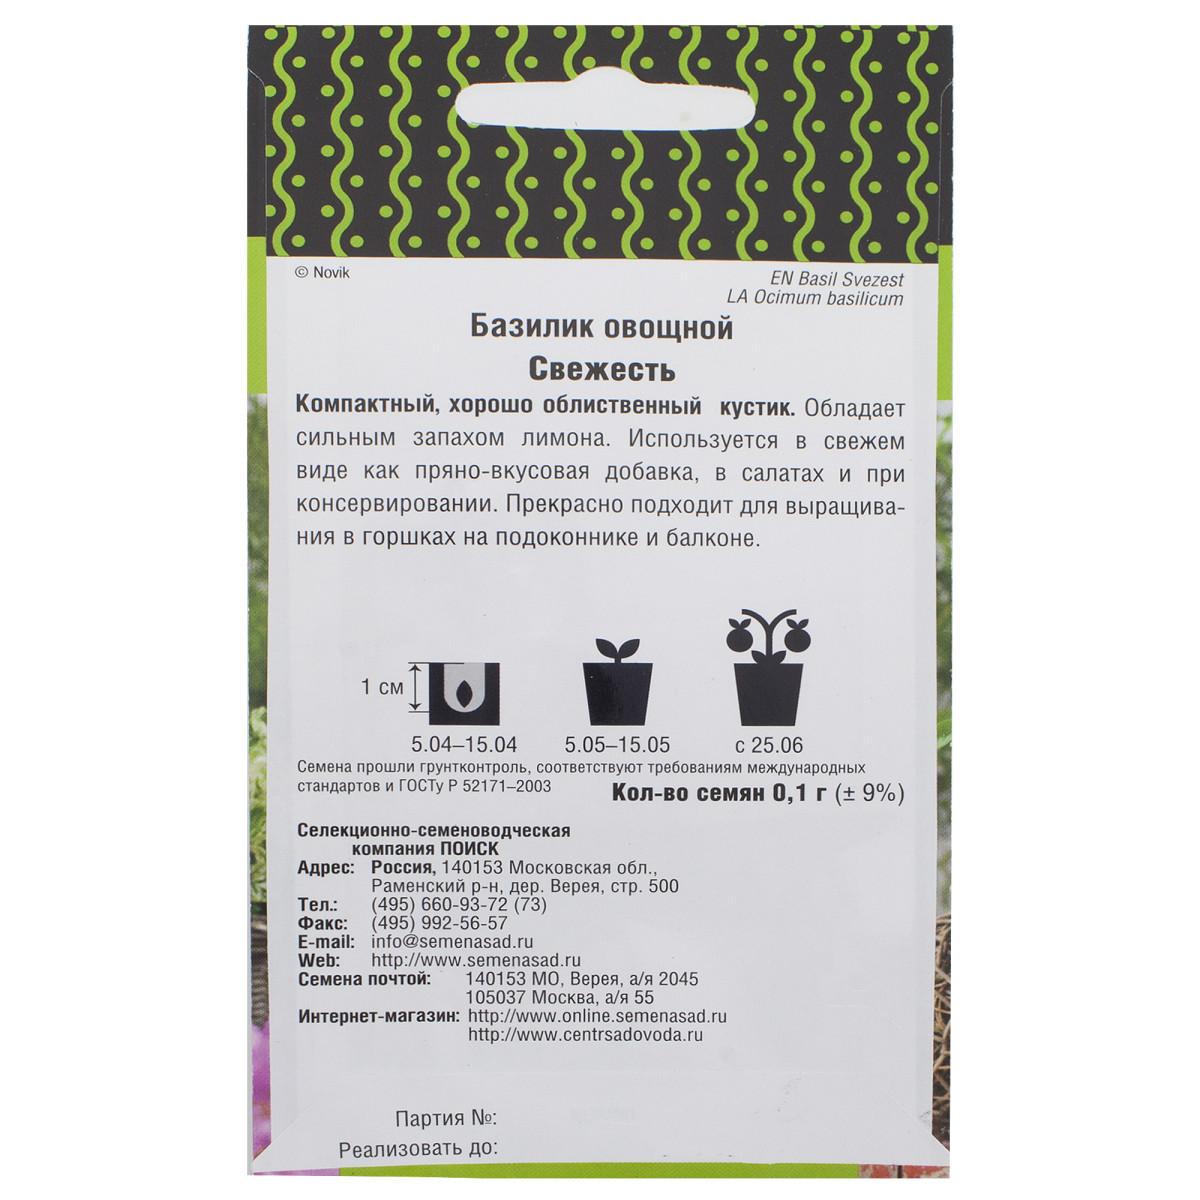 © Novik
EN Basil Svezest
LA Ocimum basilicum
Базилик овощной
Свежесть
Компактный, хорошо облиственный кустик. Обладает
сильным запахом лимона. Используется в свежем
виде как пряно-вкусовая добавка, в салатах и при
консервировании. Прекрасно подходит для выращива-
ния в горшках на подоконнике и балконе.
1 см
5.04–15.04 5.05–15.05 с 25.06
Семена прошли грунтконтроль, соответствуют требованиям международных
стандартов и ГОСТу Р 52171–2003
Кол-во семян 0,1 г (± 9%)
Селекционно-семеноводческая
компания ПОИСК
Адрес: Россия, 140153 Московская обл.,
Раменский р-н, дер. Верея, стр. 500
Тел.: (495) 660-93-72 (73)
Факс: (495) 992-56-57
E-mail: info@semenasad.ru
Web: http://www.semenasad.ru
Семена почтой: 140153 МО, Верея, а/я 2045
105037 Москва, а/я 55
Интернет-магазин: http://www.online.semenasad.ru
http://www.centrsadovoda.ru
Партия №:
Реализовать до: